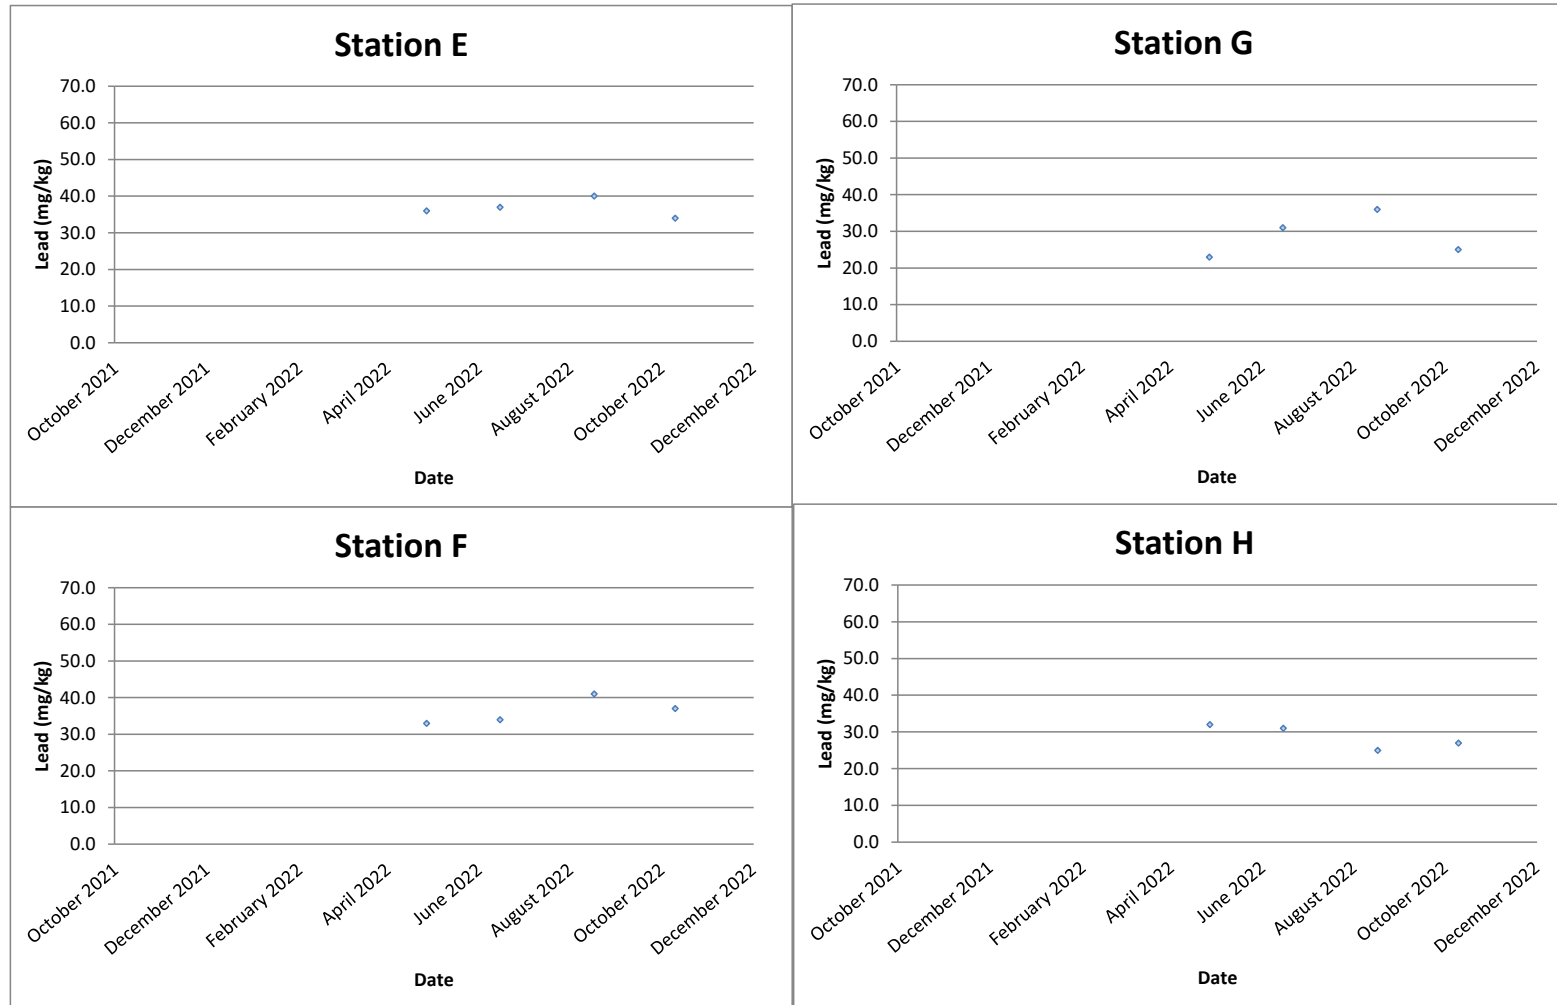 Station E
70.0
60.0
50.0
40.0
30.0
20.0
10.0
0.0
Lead (mg/kg)
October 2021
December 2021
February 2022
April 2022
June 2022
August 2022
October 2022
December 2022
Date
Station G
70.0
60.0
50.0
40.0
30.0
20.0
10.0
0.0
Lead (mg/kg)
October 2021
December 2021
February 2022
April 2022
June 2022
August 2022
October 2022
December 2022
Date
Station F
70.0
60.0
50.0
40.0
30.0
20.0
10.0
0.0
Lead (mg/kg)
October 2021
December 2021
February 2022
April 2022
June 2022
August 2022
October 2022
December 2022
Date
Station H
70.0
60.0
50.0
40.0
30.0
20.0
10.0
0.0
Lead (mg/kg)
October 2021
December 2021
February 2022
April 2022
June 2022
August 2022
October 2022
December 2022
Date